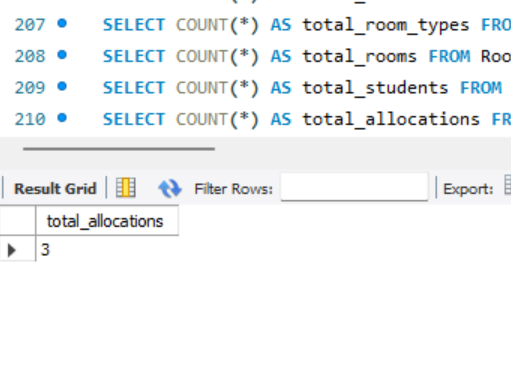 207 SELECT COUNT(*) AS total_room_types FRO
208 SELECT COUNT(*) AS total_rooms FROM Roo
209 SELECT COUNT(*) AS total_students FROM
210 SELECT COUNT(*) AS total_allocations FR
Result Grid Filter Rows: Export:
total_allocations
3